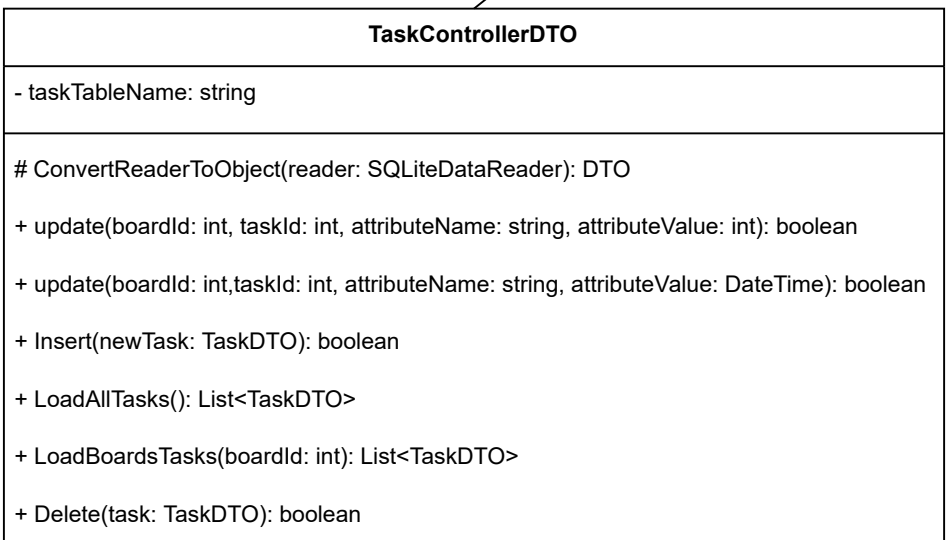 TaskControllerDTO
- taskTableName: string
# ConvertReaderToObject(reader: SQLiteDataReader): DTO
+ update(boardId: int, taskId: int, attributeName: string, attributeValue: int): boolean
+ update(boardId: int,taskId: int, attributeName: string, attributeValue: DateTime): boolean
+ Insert(newTask: TaskDTO): boolean
+ LoadAllTasks(): List<TaskDTO>
+ LoadBoardsTasks(boardId: int): List<TaskDTO>
+ Delete(task: TaskDTO): boolean